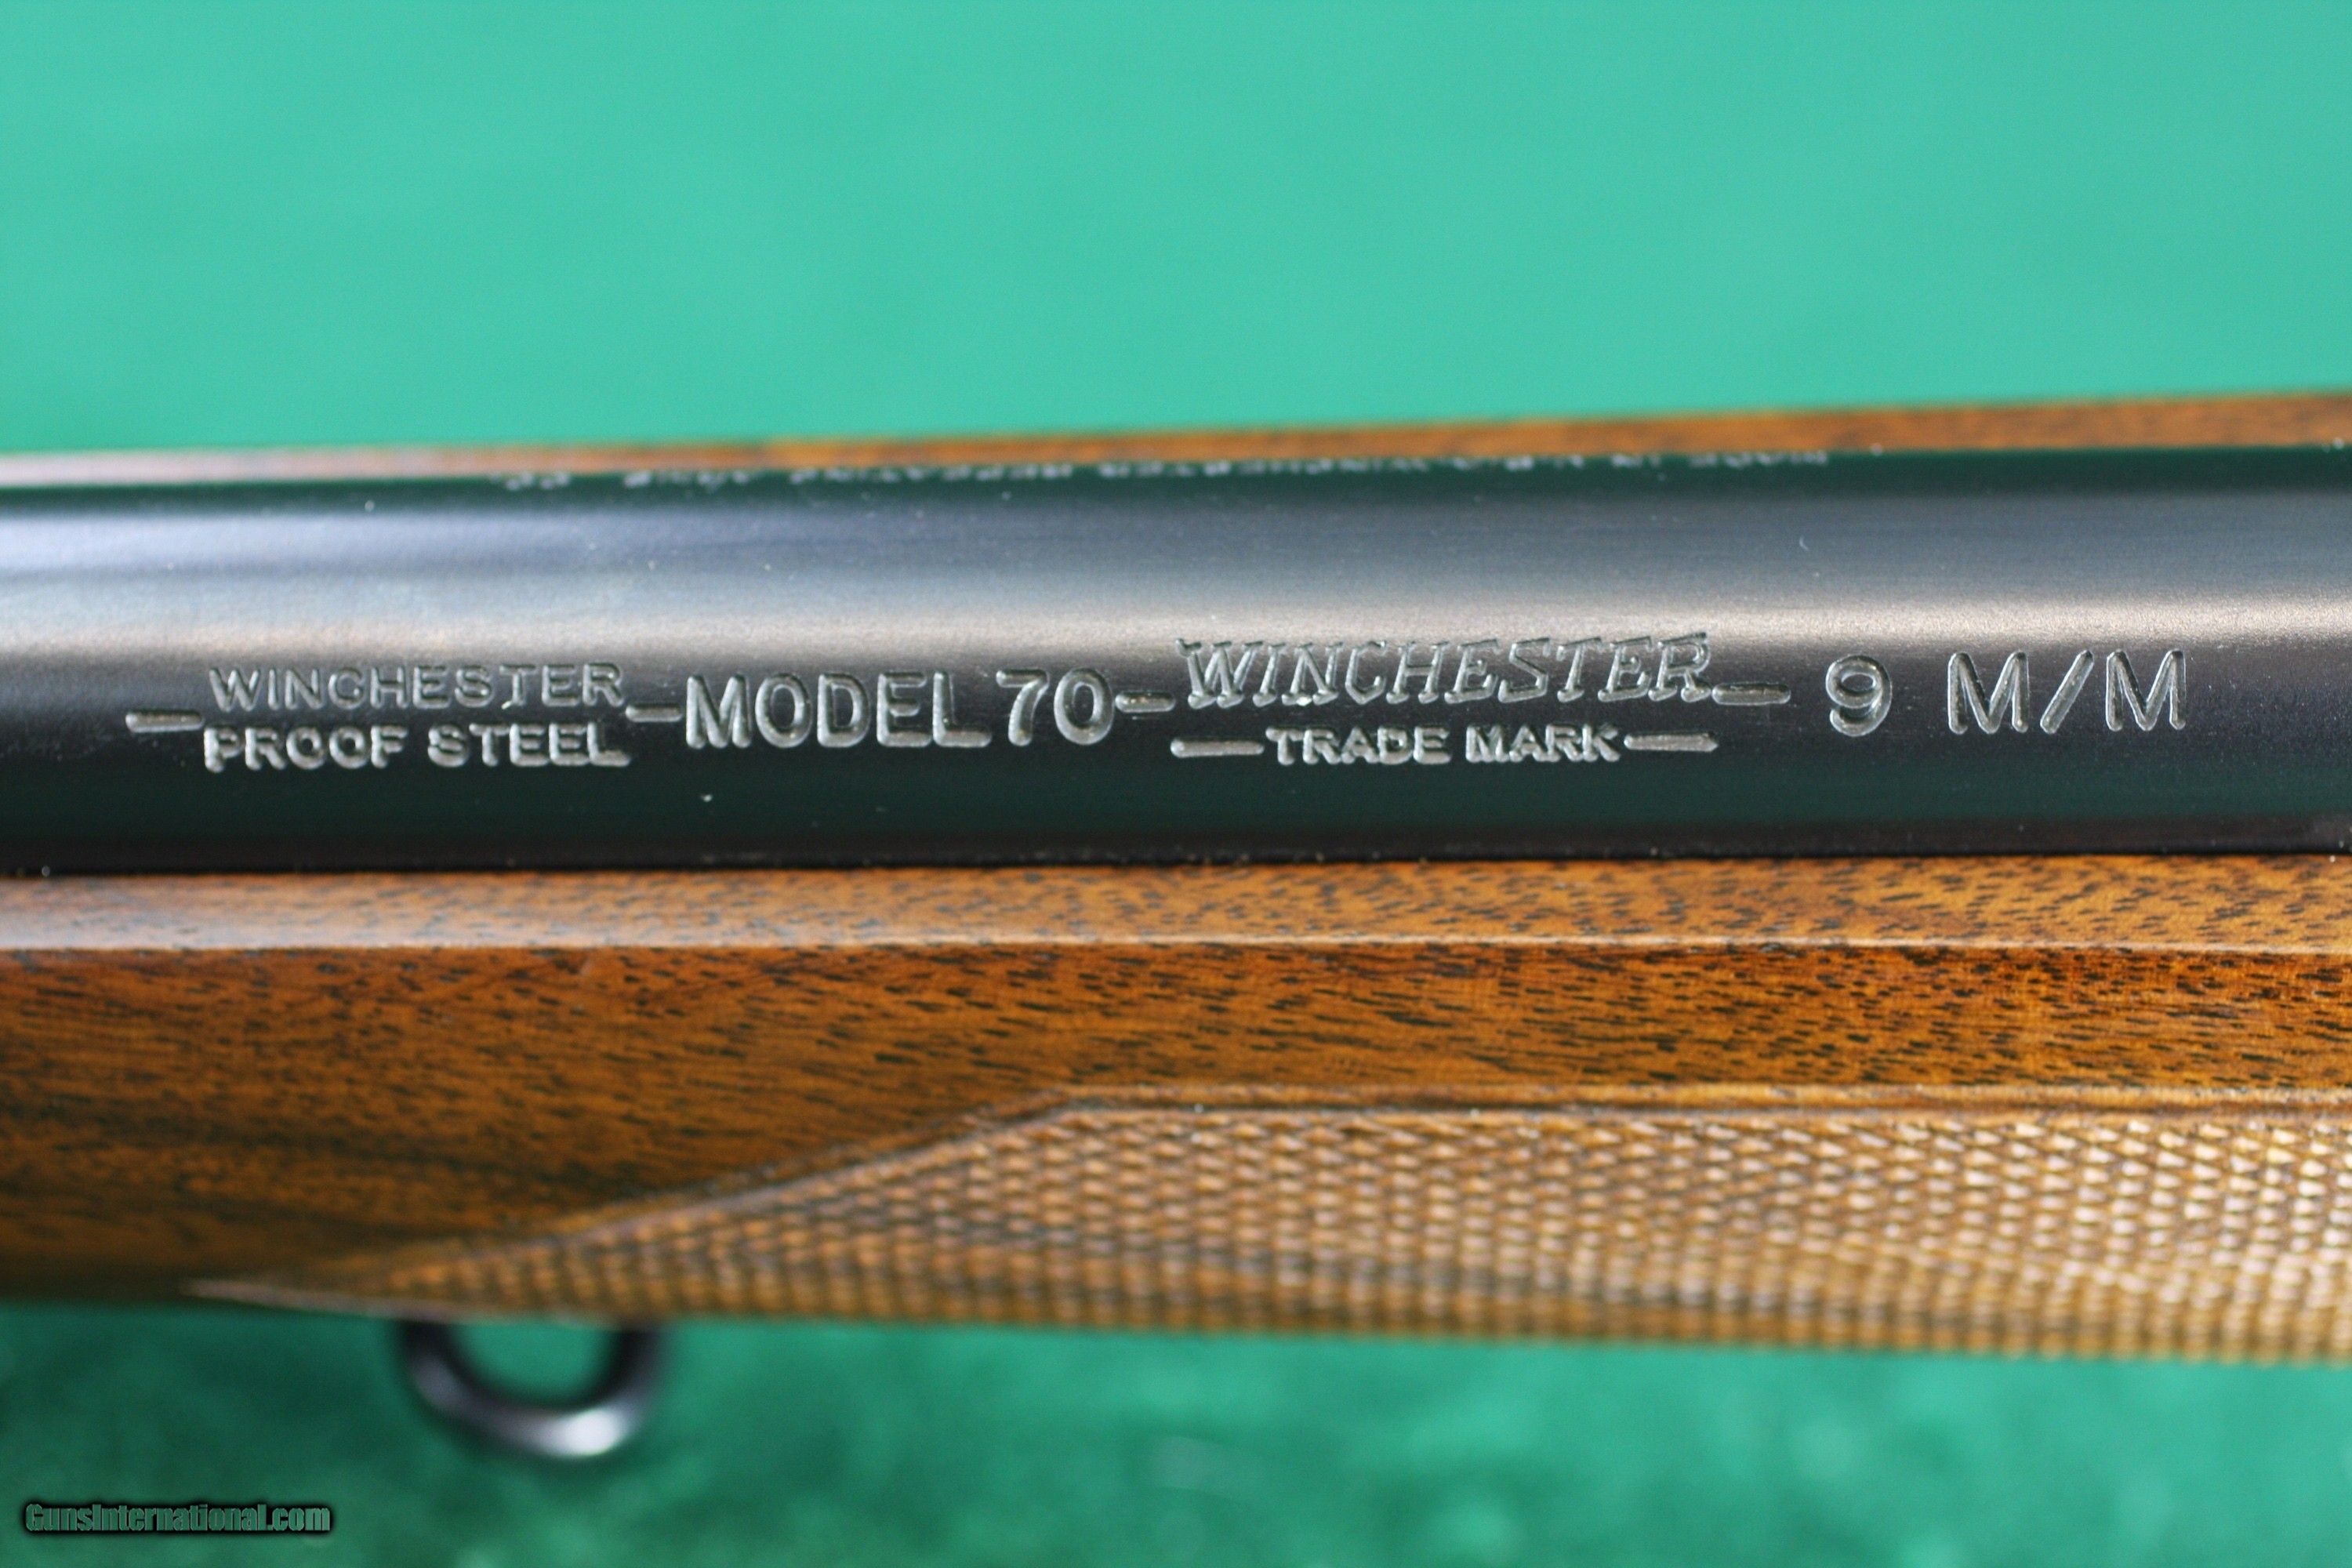 WINCHESTER
PROOF STEEL
-MODEL 70-
WINCHESTER
-TRADE MARK-
- 9 M/M
GunsInternational.com